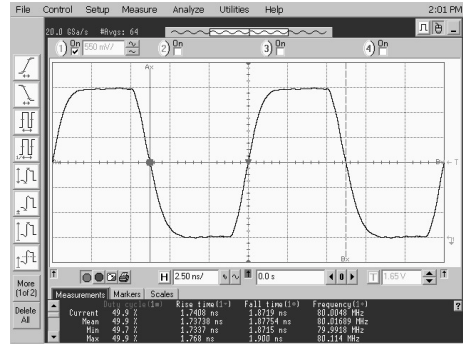 File Control Setup Measure Analyze Utilities Help 2:01 PM
20.0 GSa/s #Avgs: 64
1) On 550 mV/ 2) On 3) On 4) On
Ax
T
Bx
More
(1of 2)
Delete
All
H 2.50 ns/ 0.0 s 0 T 1.65 V
Measurements Markers Scales
Duty cycle(1) Rise time(1-) Fall time(1) Frequency(1)
Current 49.9 % 1.7408 ns 1.8719 ns 80.0048 MHz
Mean 49.9 % 1.73730 ns 1.87754 ns 80.01689 MHz
Min 49.7 % 1.7337 ns 1.8715 ns 79.9918 MHz
Max 49.9 % 1.768 ns 1.900 ns 80.114 MHz
?